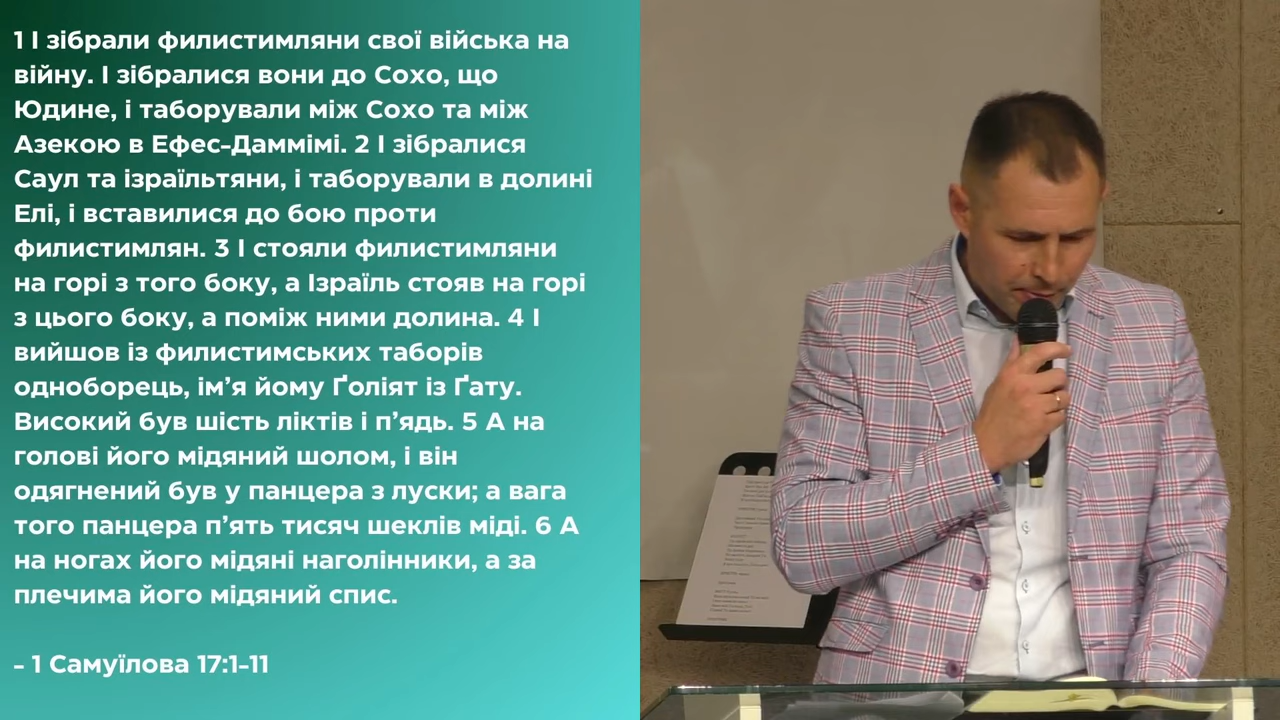 1 І зібрали филистимляни свої війська на
війну. І зібралися вони до Сохо, що
Юдине, і таборували між Сохо та між
Азекою в Ефес-Даммімі. 2 І зібралися
Саул та ізраїльтяни, і таборували в долині
Елі, і вставилися до бою проти
филистимлян. 3 І стояли филистимляни
на горі з того боку, а Ізраїль стояв на горі
з цього боку, а поміж ними долина. 4 І
вийшов із филистимських таборів
одноборець, ім’я йому Ґоліят із Ґату.
Високий був шість ліктів і п’ядь. 5 А на
голові його мідяний шолом, і він
одягнений був у панцера з луски; а вага
того панцера п’ять тисяч шеклів міді. 6 А
на ногах його мідяні наголінники, а за
плечима його мідяний спис.
- 1 Самуїлова 17:1-11